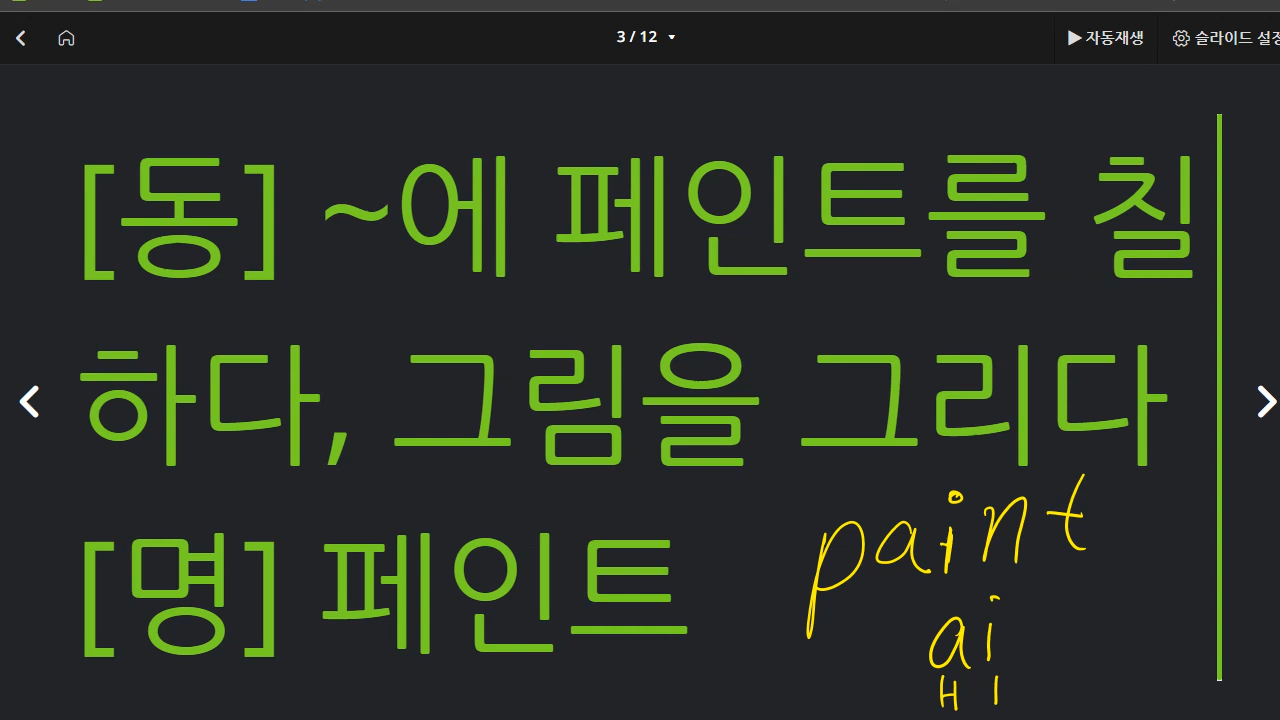 3 / 12
자동재생
슬라이드 설정
[동] ~에 페인트를 칠
하다, 그림을 그리다
[명] 페인트
paint
ai
ㅐㅣ